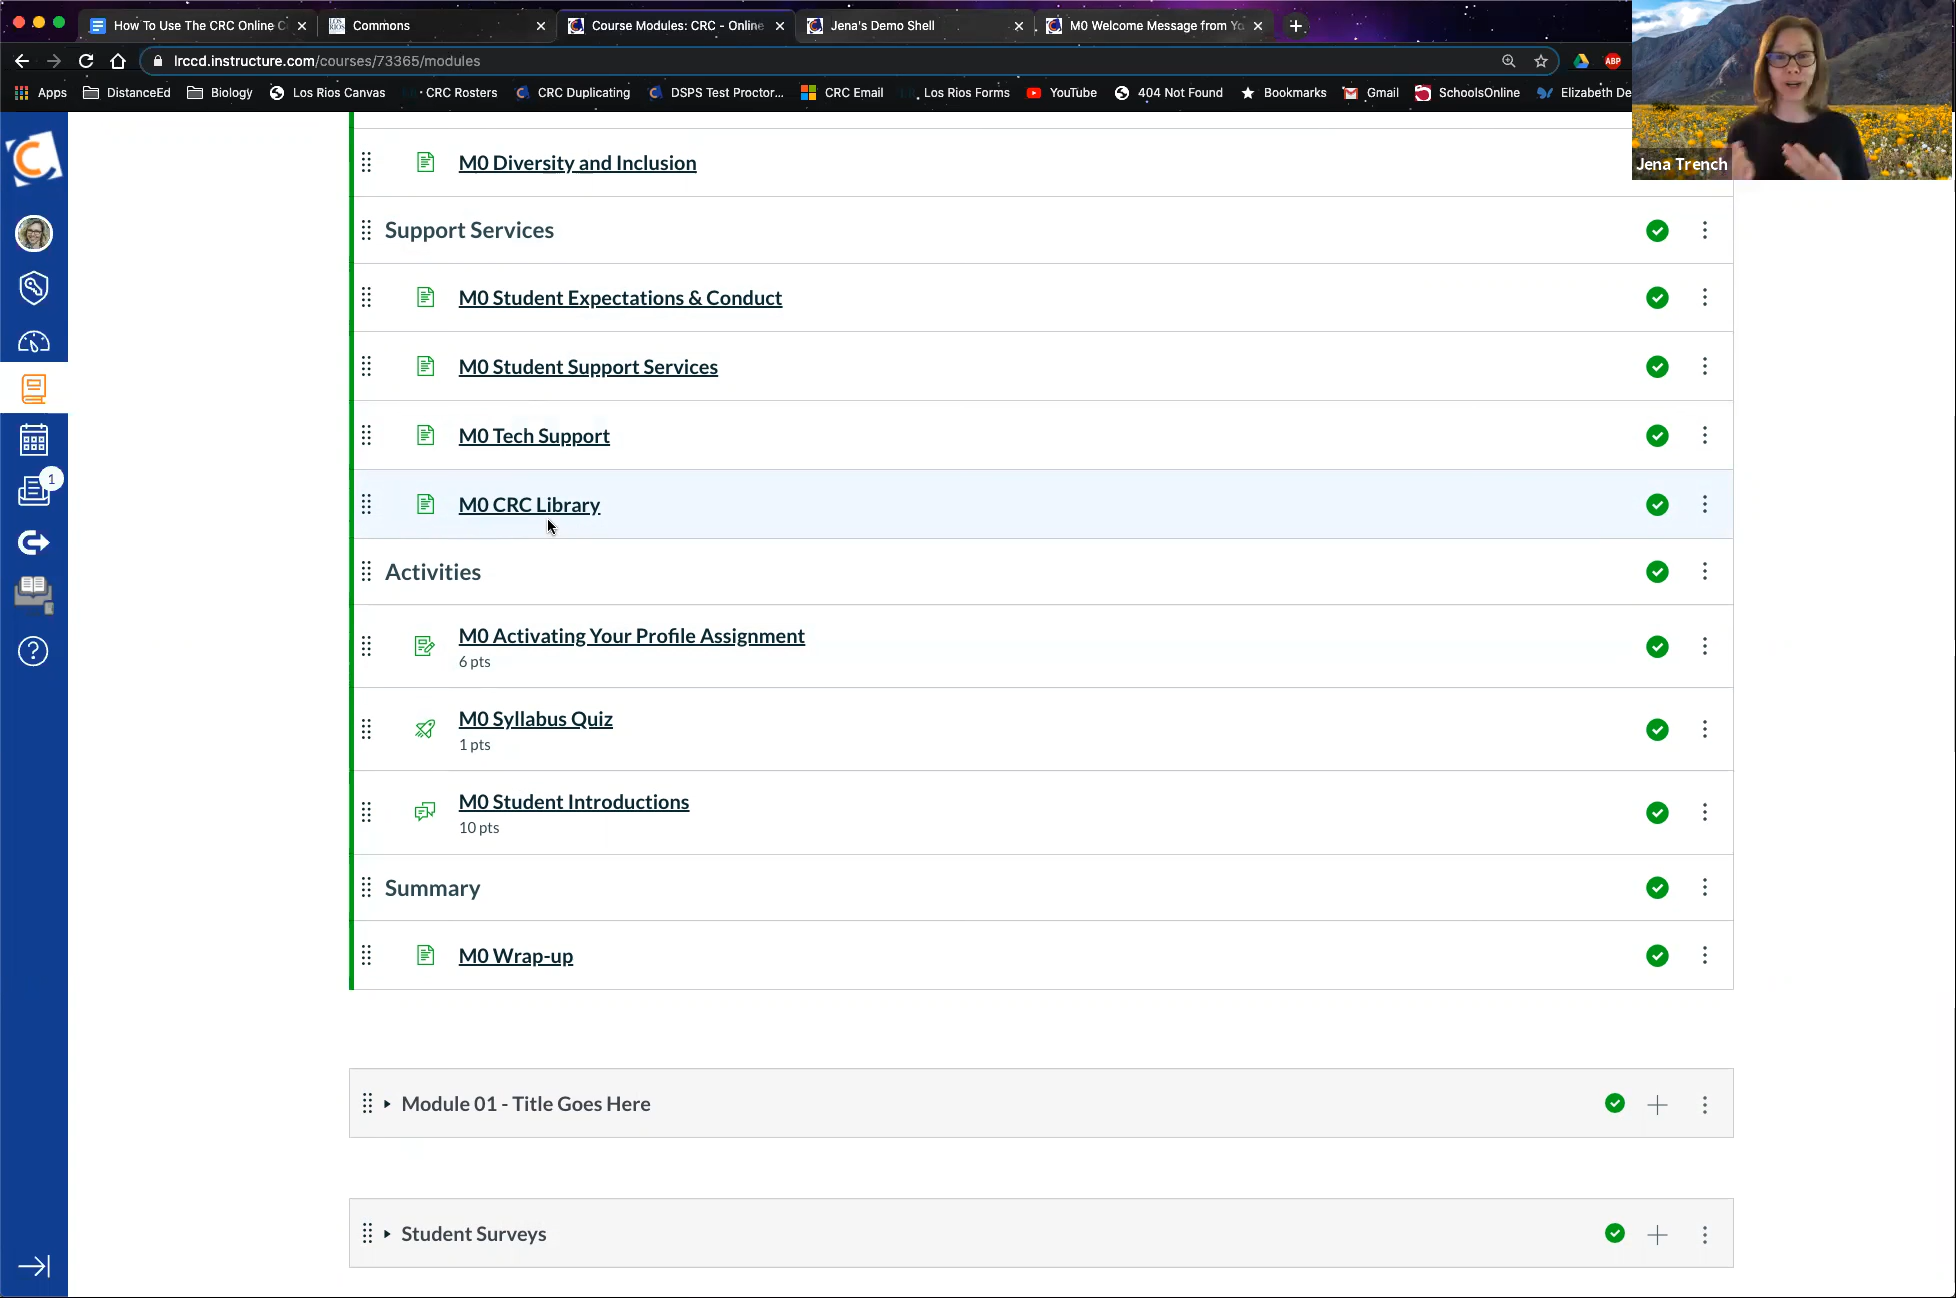 How To Use The CRC Online C
Commons
Course Modules: CRC - Online
Jena's Demo Shell
M0 Welcome Message from Yo
lrccd.instructure.com/courses/73365/modules
ABP
Apps
DistanceEd
Biology
Los Rios Canvas
CRC Rosters
CRC Duplicating
DSPS Test Proctor...
CRC Email
Los Rios Forms
YouTube
404 Not Found
Bookmarks
Gmail
SchoolsOnline
Elizabeth De
Jena Trench
M0 Diversity and Inclusion
Support Services
M0 Student Expectations & Conduct
M0 Student Support Services
M0 Tech Support
1
M0 CRC Library
Activities
M0 Activating Your Profile Assignment
6 pts
M0 Syllabus Quiz
1 pts
M0 Student Introductions
10 pts
Summary
M0 Wrap-up
Module 01 - Title Goes Here
Student Surveys